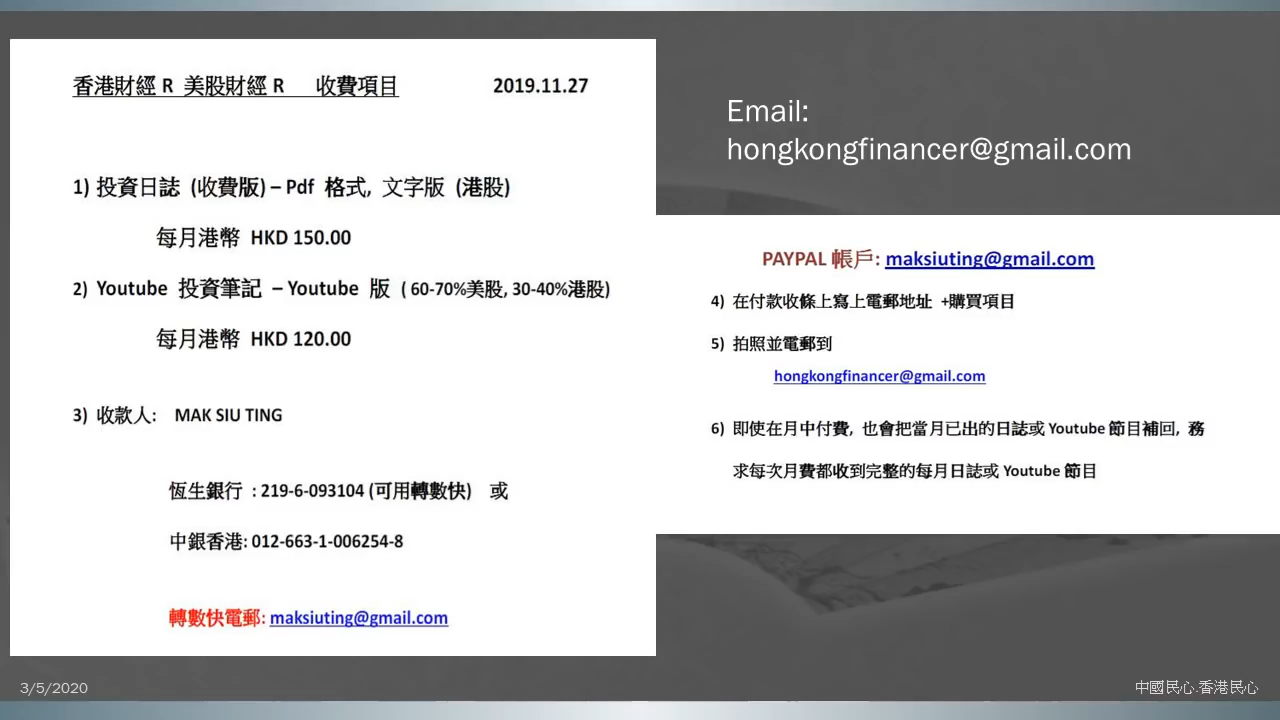 香港財經 R 美股財經 R 收費項目 2019.11.27
1) 投資日誌 (收費版) – Pdf 格式, 文字版 (港股)
每月港幣 HKD 150.00
2) Youtube 投資筆記 – Youtube 版 ( 60-70%美股, 30-40%港股)
每月港幣 HKD 120.00
3) 收款人: MAK SIU TING
恆生銀行 : 219-6-093104 (可用轉數快) 或
中銀香港: 012-663-1-006254-8
轉數快電郵: maksiuting@gmail.com
Email:
hongkongfinancer@gmail.com
PAYPAL 帳戶: maksiuting@gmail.com
4) 在付款收條上寫上電郵地址 +購買項目
5) 拍照並電郵到
hongkongfinancer@gmail.com
6) 即使在月中付費, 也會把當月已出的日誌或 Youtube 節目補回, 務
求每次月費都收到完整的每月日誌或 Youtube 節目
3/5/2020
中國民心.香港民心